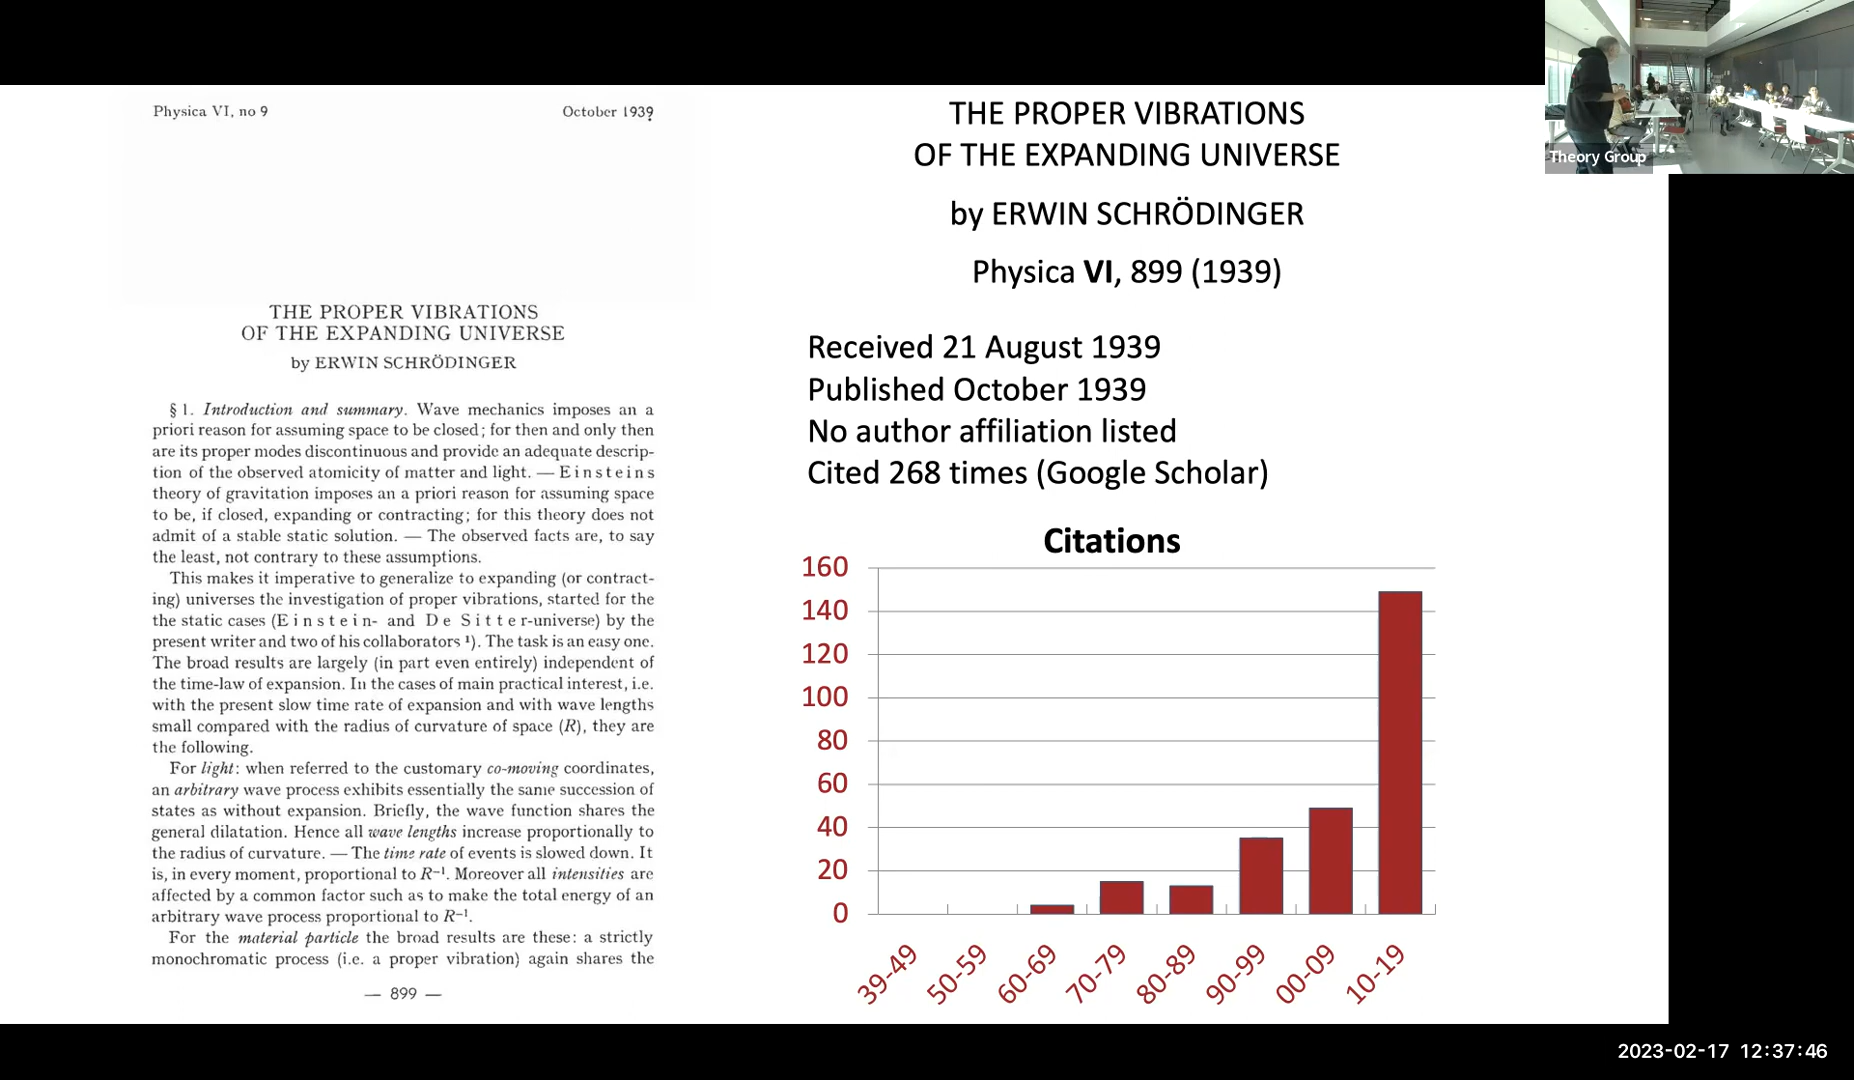 Physica VI, no 9
October 1939
THE PROPER VIBRATIONS
OF THE EXPANDING UNIVERSE
by ERWIN SCHRÖDINGER
§ 1. Introduction and summary. Wave mechanics imposes an a
priori reason for assuming space to be closed; for then and only then
are its proper modes discontinuous and provide an adequate descrip-
tion of the observed atomicity of matter and light. — Einsteins
theory of gravitation imposes an a priori reason for assuming space
to be, if closed, expanding or contracting; for this theory does not
admit of a stable static solution. — The observed facts are, to say
the least, not contrary to these assumptions.
This makes it imperative to generalize to expanding (or contract-
ing) universes the investigation of proper vibrations, started for the
the static cases (Einstein- and De Sitter-universe) by the
present writer and two of his collaborators ¹). The task is an easy one.
The broad results are largely (in part even entirely) independent of
the time-law of expansion. In the cases of main practical interest, i.e.
with the present slow time rate of expansion and with wave lengths
small compared with the radius of curvature of space (R), they are
the following.
For light: when referred to the customary co-moving coordinates,
an arbitrary wave process exhibits essentially the same succession of
states as without expansion. Briefly, the wave function shares the
general dilatation. Hence all wave lengths increase proportionally to
the radius of curvature. — The time rate of events is slowed down. It
is, in every moment, proportional to R⁻¹. Moreover all intensities are
affected by a common factor such as to make the total energy of an
arbitrary wave process proportional to R⁻¹.
For the material particle the broad results are these: a strictly
monochromatic process (i.e. a proper vibration) again shares the
— 899 —
THE PROPER VIBRATIONS
OF THE EXPANDING UNIVERSE
by ERWIN SCHRÖDINGER
Physica VI, 899 (1939)
Received 21 August 1939
Published October 1939
No author affiliation listed
Cited 268 times (Google Scholar)
Citations
160
140
120
100
80
60
40
20
0
39-49
50-59
60-69
70-79
80-89
90-99
00-09
10-19
Theory Group
2023-02-17 12:37:46